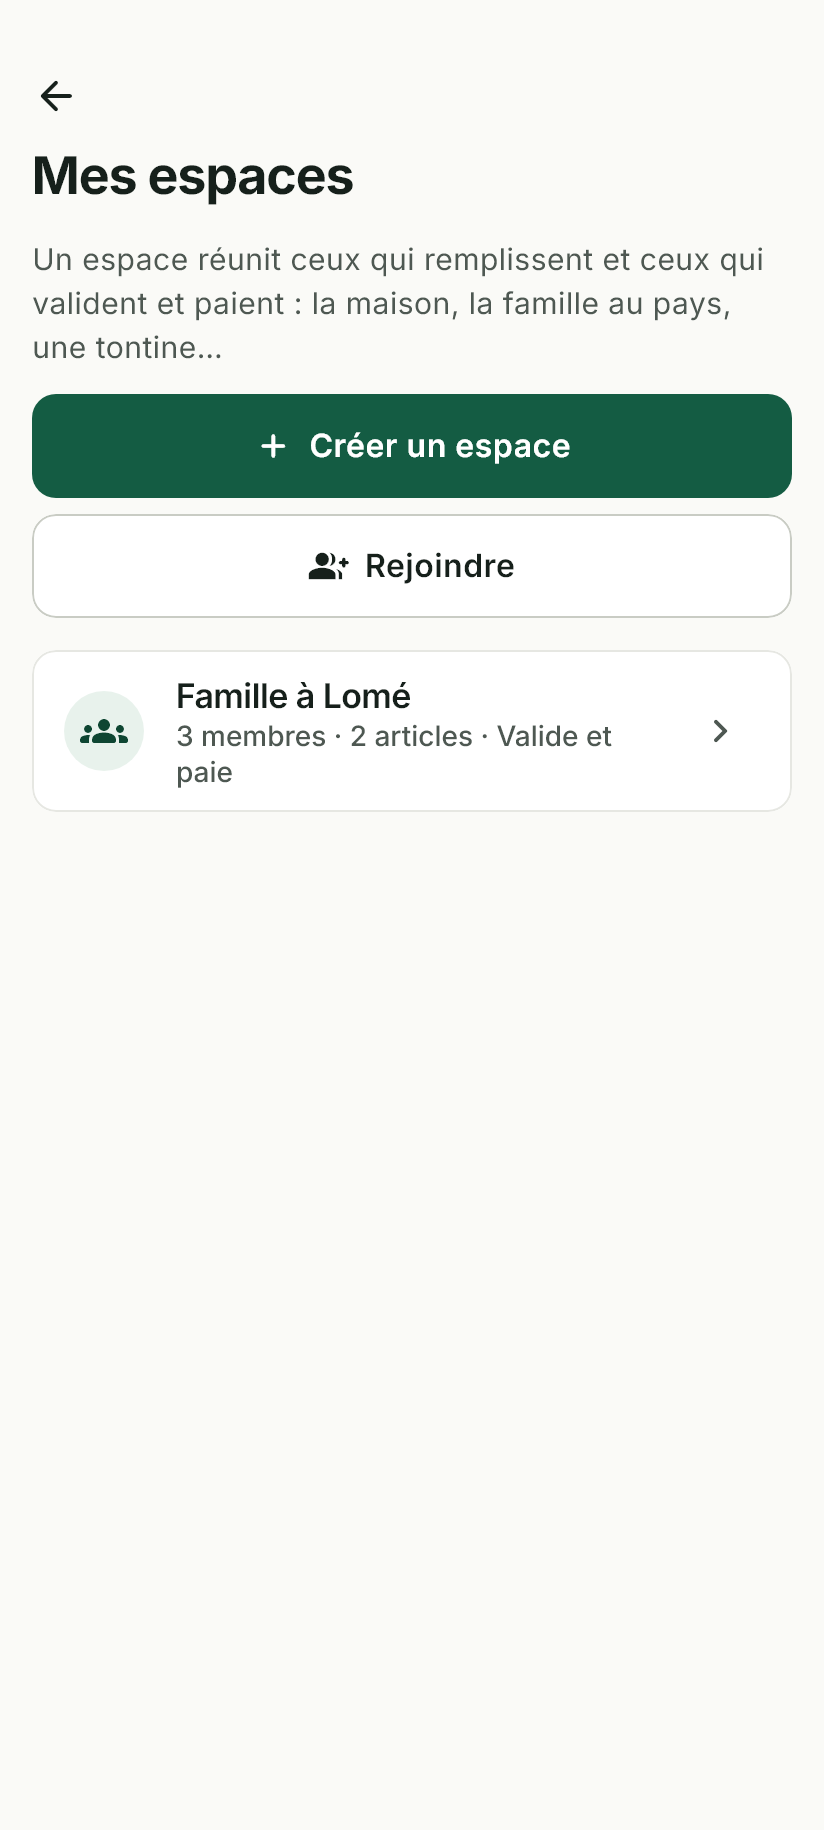 Mes espaces
Un espace réunit ceux qui remplissent et ceux qui
valident et paient : la maison, la famille au pays,
une tontine...
Créer un espace
Rejoindre
Famille à Lomé
3 membres · 2 articles · Valide et
paie